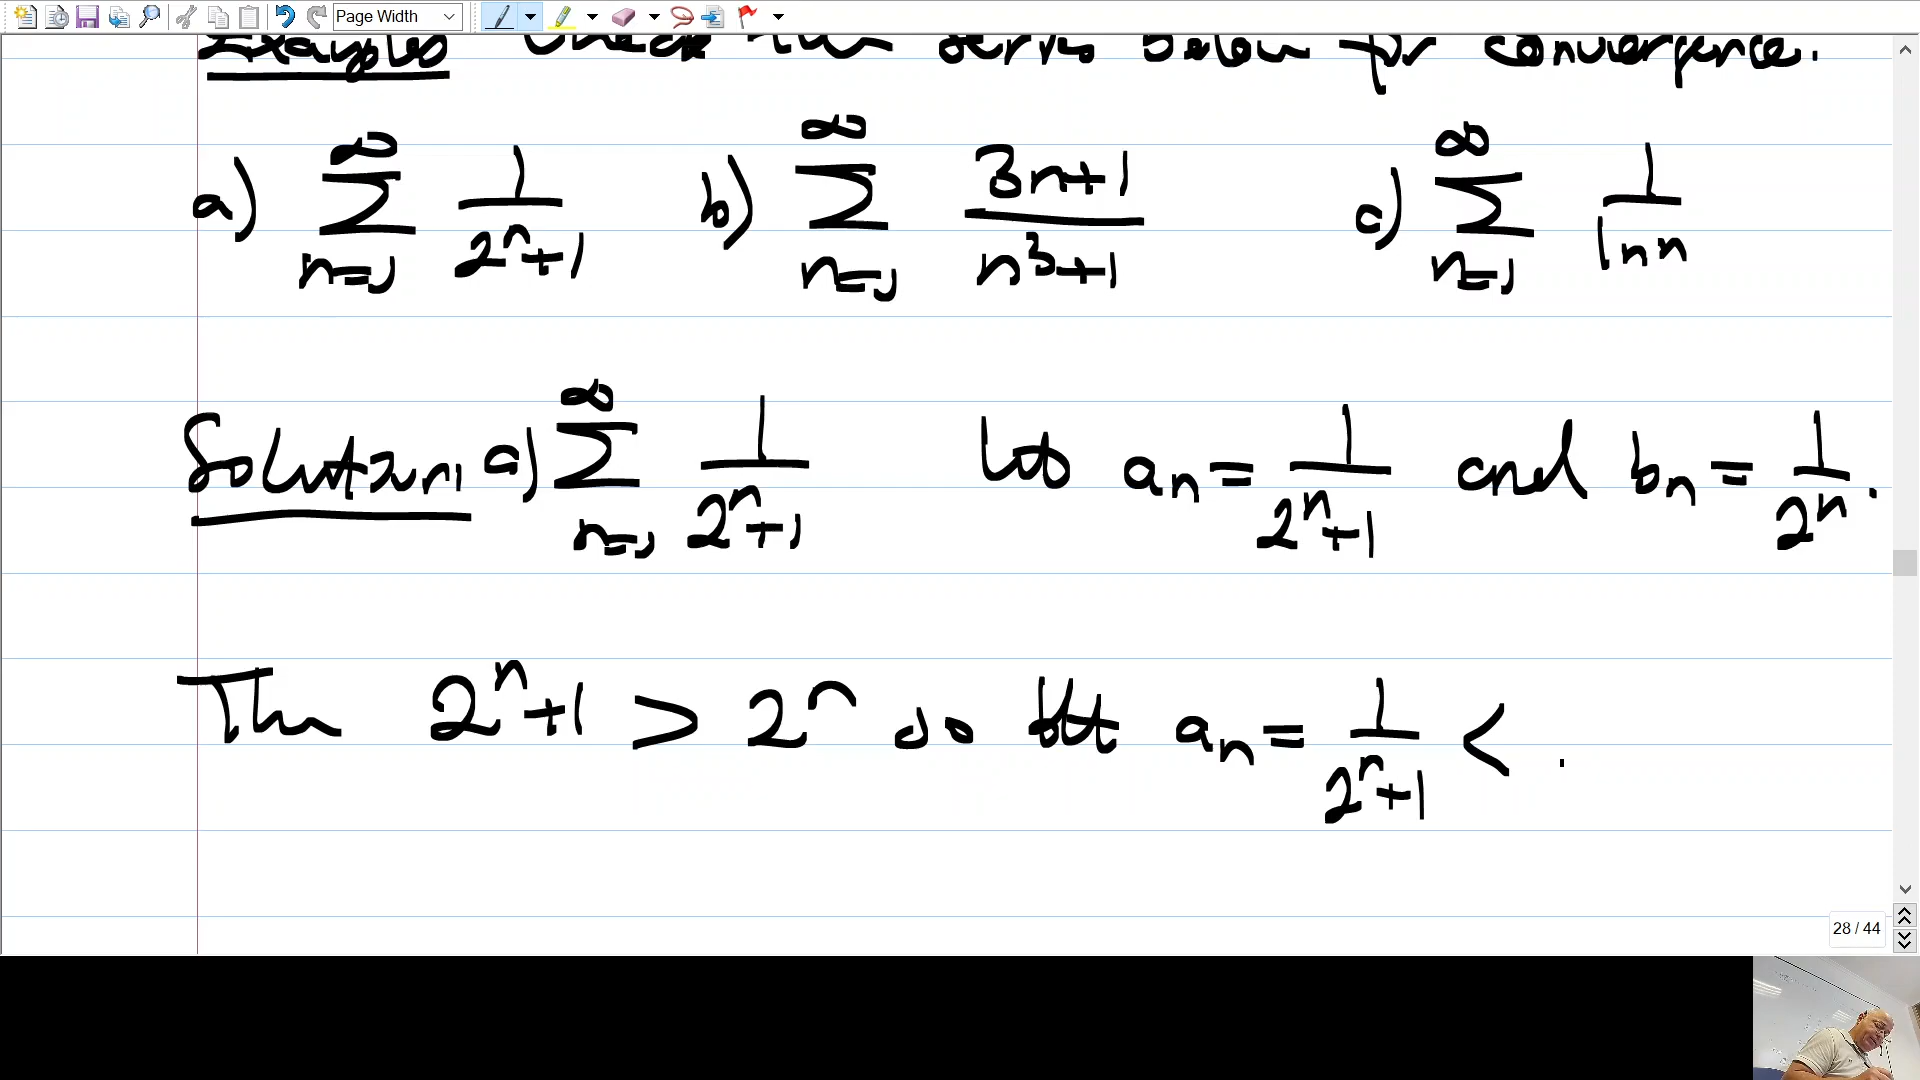 Page Width
Examples Check the series below for convergence.
a) ∞ ∑ n=1 1/(2^n+1) b) ∞ ∑ n=1 (3n+1)/(n^3+1) c) ∞ ∑ n=1 1/(ln n)
Solution a) ∞ ∑ n=1 1/(2^n+1) Let a_n = 1/(2^n+1) and b_n = 1/2^n.
Then 2^n+1 > 2^n so that a_n = 1/(2^n+1) <
28 / 44